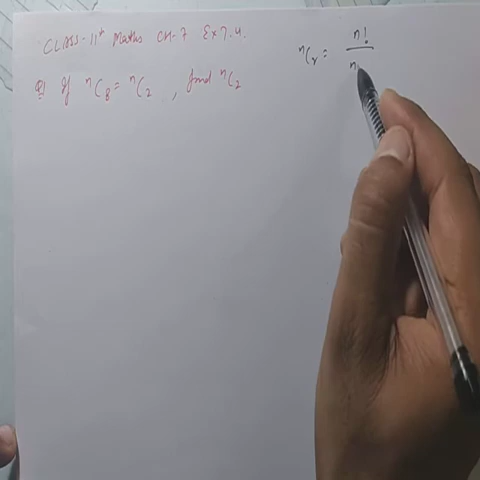 CLASS-11th Maths CH-7 Ex 7.4.
Q1 If ⁿC₈ = ⁿC₂ , find ⁿC₂
ⁿCᵣ = n!
n